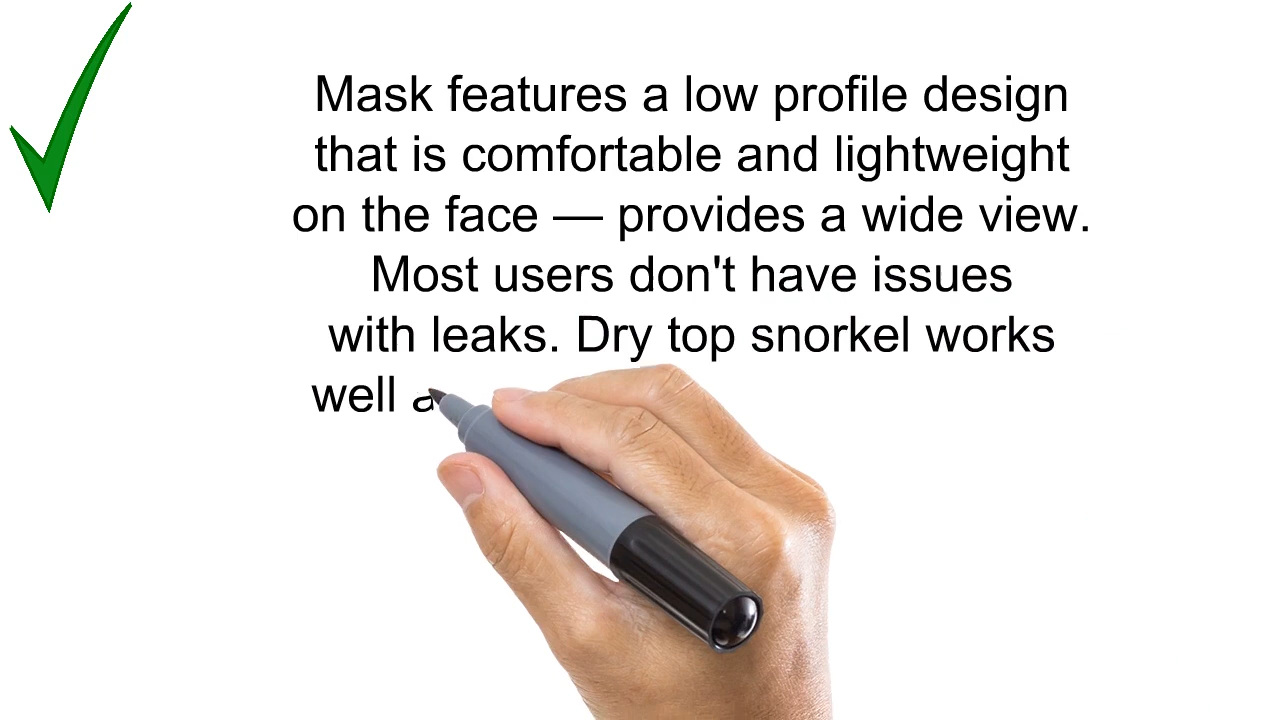 Mask features a low profile design
that is comfortable and lightweight
on the face — provides a wide view.
Most users don't have issues
with leaks. Dry top snorkel works
well a